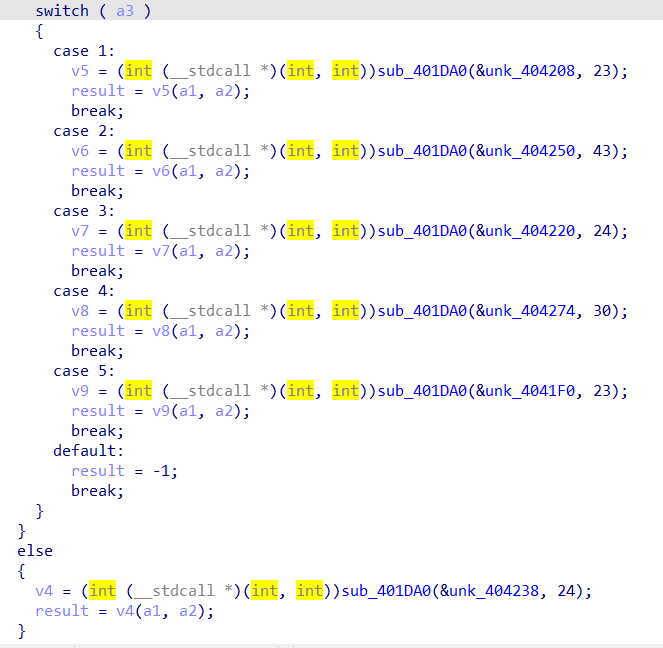 switch ( a3 )
{
case 1:
v5 = (int (__stdcall *)(int, int))sub_401DA0(&unk_404208, 23);
result = v5(a1, a2);
break;
case 2:
v6 = (int (__stdcall *)(int, int))sub_401DA0(&unk_404250, 43);
result = v6(a1, a2);
break;
case 3:
v7 = (int (__stdcall *)(int, int))sub_401DA0(&unk_404220, 24);
result = v7(a1, a2);
break;
case 4:
v8 = (int (__stdcall *)(int, int))sub_401DA0(&unk_404274, 30);
result = v8(a1, a2);
break;
case 5:
v9 = (int (__stdcall *)(int, int))sub_401DA0(&unk_4041F0, 23);
result = v9(a1, a2);
break;
default:
result = -1;
break;
}
}
else
{
v4 = (int (__stdcall *)(int, int))sub_401DA0(&unk_404238, 24);
result = v4(a1, a2);
}